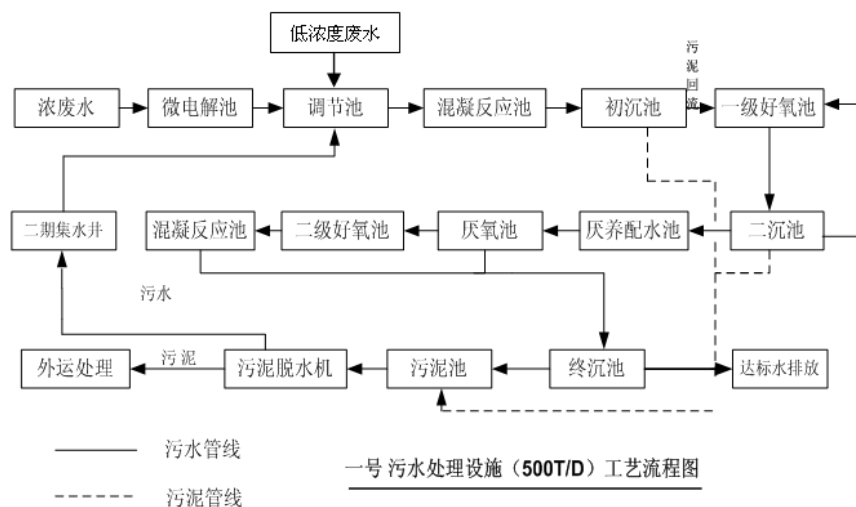 低浓度废水
污泥回流
浓废水
微电解池
调节池
混凝反应池
初沉池
一级好氧池
二期集水井
混凝反应池
二级好氧池
厌氧池
厌养配水池
二沉池
污水
外运处理
污 泥
污泥脱水机
污泥池
终沉池
达标水排放
污水管线
一号 污水处理设施（500T/D）工艺流程图
污泥管线